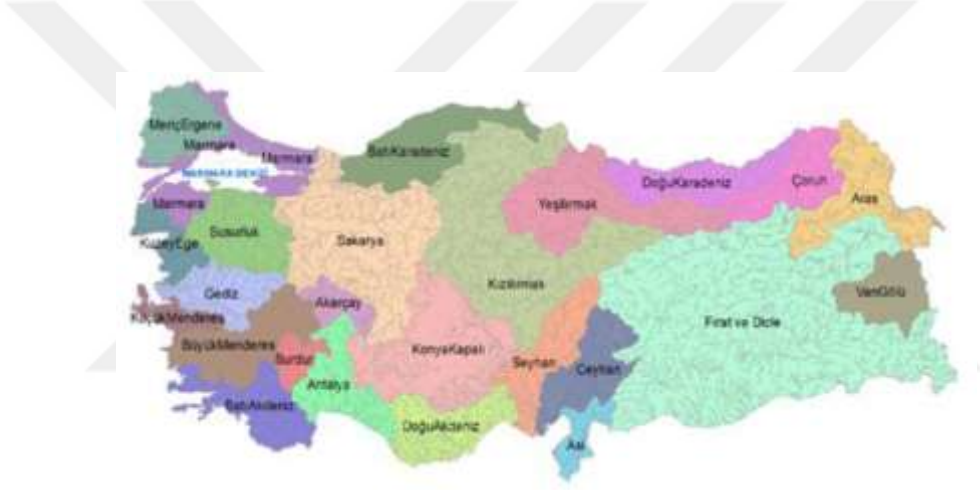 MeriçErgene
Marmara
Marmara
MARMARA DENİZİ
BatıKaradeniz
Marmara
Susurluk
KuzeyEge
Sakarya
Yeşilırmak
DoğuKaradeniz
Çoruh
Aras
Gediz
Akarçay
Kızılırmak
VanGölü
KüçükMenderes
BüyükMenderes
Burdur
KonyaKapalı
Fırat ve Dicle
Antalya
Seyhan
Ceyhan
BatıAkdeniz
DoğuAkdeniz
Asi